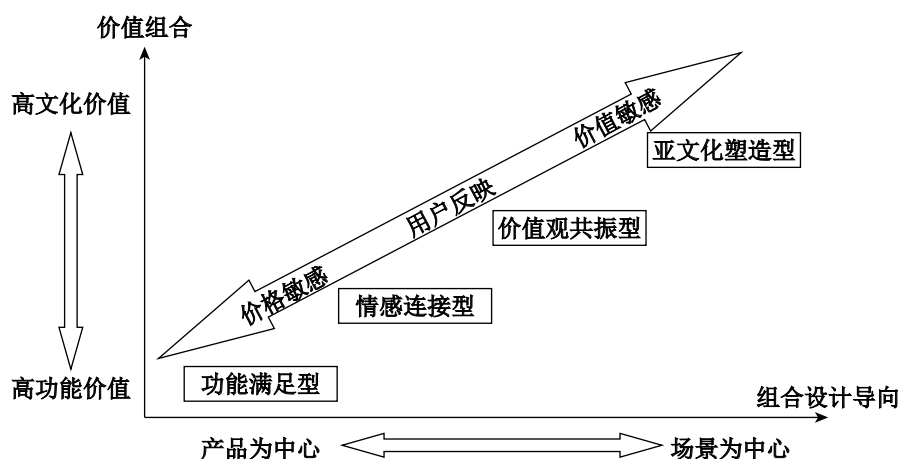 价值组合
高文化价值
价值敏感
亚文化塑造型
用户反映
价值观共振型
价格敏感
情感连接型
高功能价值
功能满足型
组合设计导向
产品为中心
场景为中心